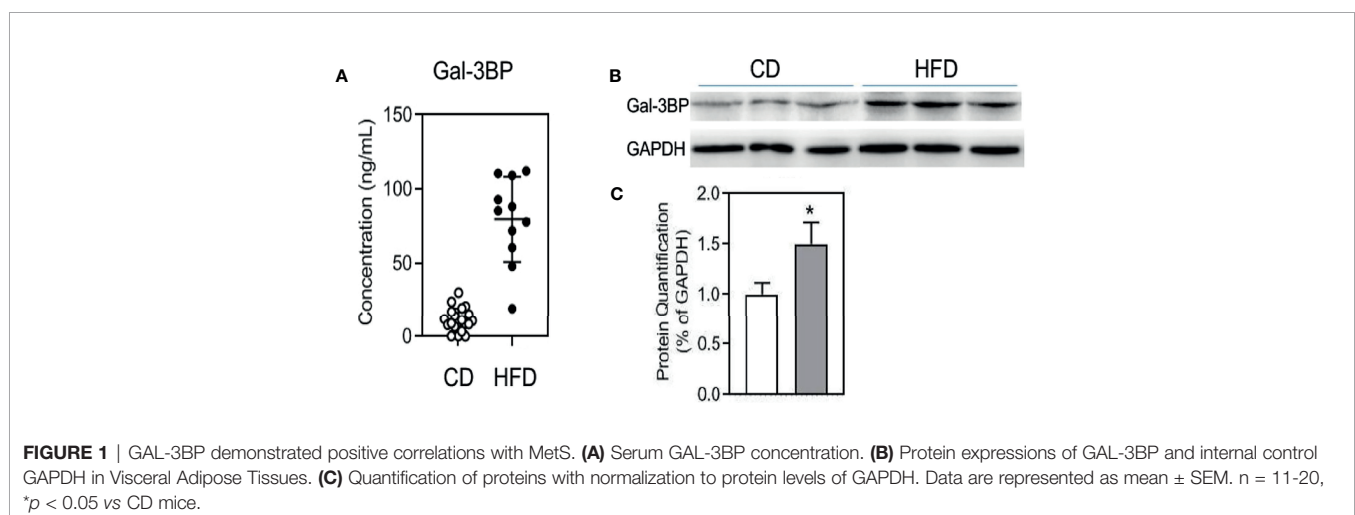 A
Gal-3BP
Concentration (ng/mL)
150
100
50
0
CD HFD
B
CD HFD
Gal-3BP
GAPDH
C
Protein Quantification
(% of GAPDH)
2.0
1.5
1.0
0.5
0.0
*
FIGURE 1 | GAL-3BP demonstrated positive correlations with MetS. (A) Serum GAL-3BP concentration. (B) Protein expressions of GAL-3BP and internal control
GAPDH in Visceral Adipose Tissues. (C) Quantification of proteins with normalization to protein levels of GAPDH. Data are represented as mean ± SEM. n = 11-20,
*p < 0.05 vs CD mice.